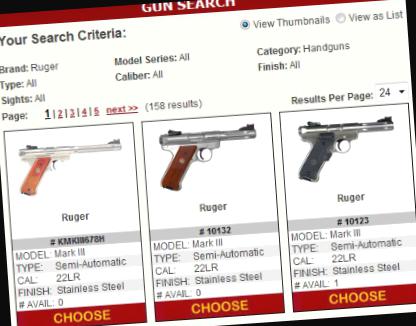 GUN SEARCH
Your Search Criteria:
View Thumbnails View as List
Brand: Ruger Model Series: All Category: Handguns
Type: All Caliber: All Finish: All
Sights: All
Page: 1|2|3|4|5 next >> (158 results) Results Per Page: 24
Ruger
# KMKIII678H
MODEL: Mark III
TYPE: Semi-Automatic
CAL: 22LR
FINISH: Stainless Steel
# AVAIL: 0
CHOOSE
Ruger
# 10132
MODEL: Mark III
TYPE: Semi-Automatic
CAL: 22LR
FINISH: Stainless Steel
# AVAIL: 0
CHOOSE
Ruger
# 10123
MODEL: Mark III
TYPE: Semi-Automatic
CAL: 22LR
FINISH: Stainless Steel
# AVAIL: 1
CHOOSE